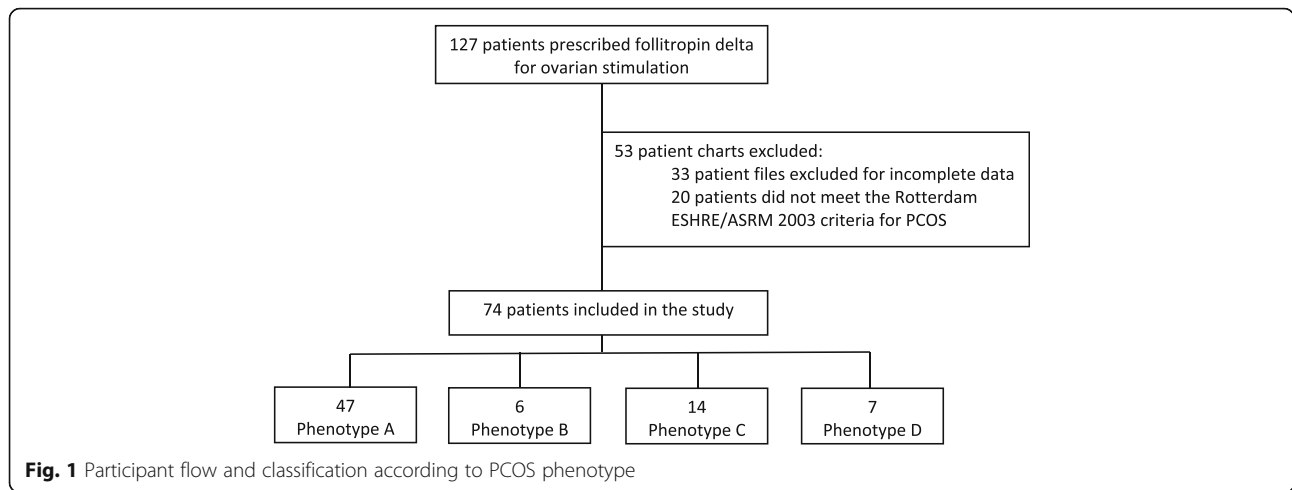 127 patients prescribed follitropin delta
for ovarian stimulation
53 patient charts excluded:
33 patient files excluded for incomplete data
20 patients did not meet the Rotterdam
ESHRE/ASRM 2003 criteria for PCOS
74 patients included in the study
47
Phenotype A
6
Phenotype B
14
Phenotype C
7
Phenotype D
Fig. 1 Participant flow and classification according to PCOS phenotype